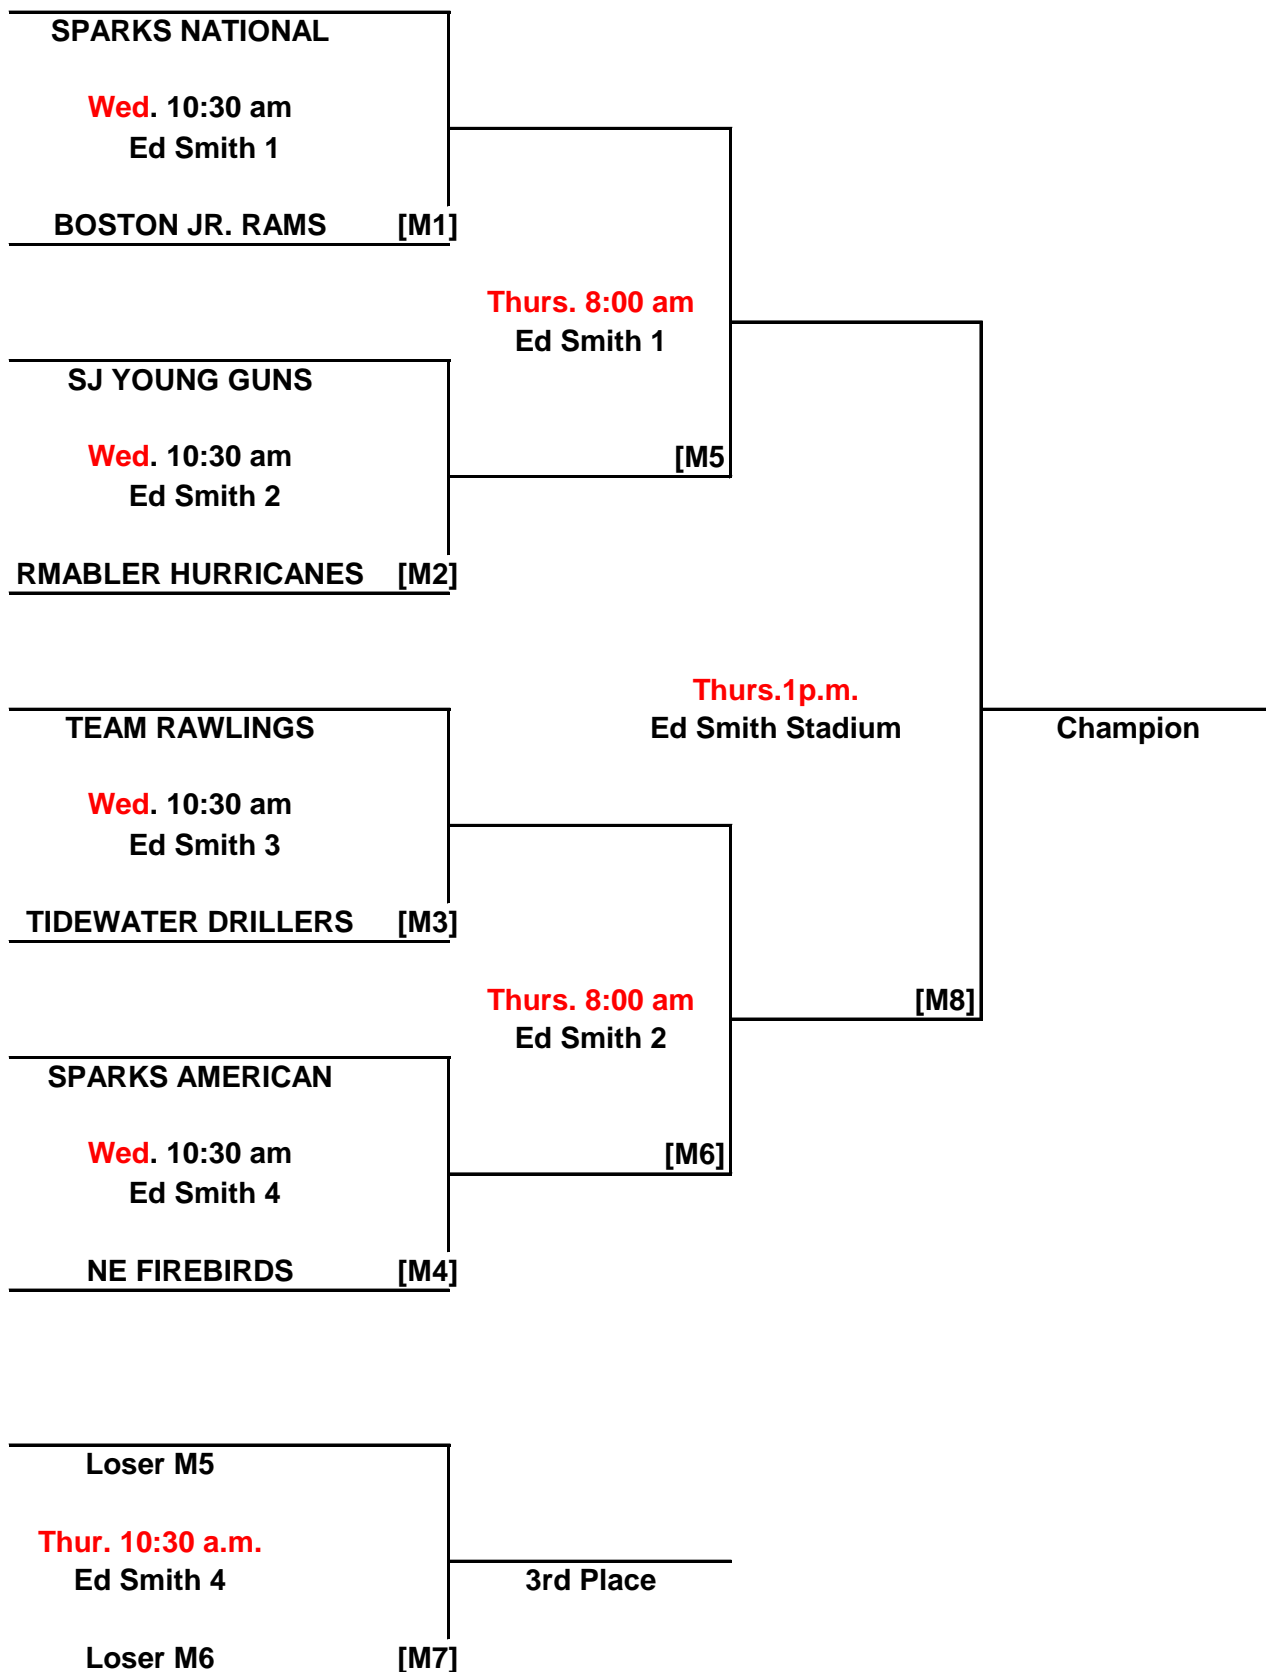 SPARKS NATIONAL
Wed. 10:30 am
Ed Smith 1
BOSTON JR. RAMS [M1]
Thurs. 8:00 am
Ed Smith 1
SJ YOUNG GUNS
Wed. 10:30 am
[M5
Ed Smith 2
RMABLER HURRICANES [M2]
Thurs.1p.m.
TEAM RAWLINGS
Ed Smith Stadium
Champion
Wed. 10:30 am
Ed Smith 3
TIDEWATER DRILLERS [M3]
Thurs. 8:00 am
[M8]
Ed Smith 2
SPARKS AMERICAN
Wed. 10:30 am
[M6]
Ed Smith 4
NE FIREBIRDS [M4]
Loser M5
Thur. 10:30 a.m.
Ed Smith 4
3rd Place
Loser M6 [M7]